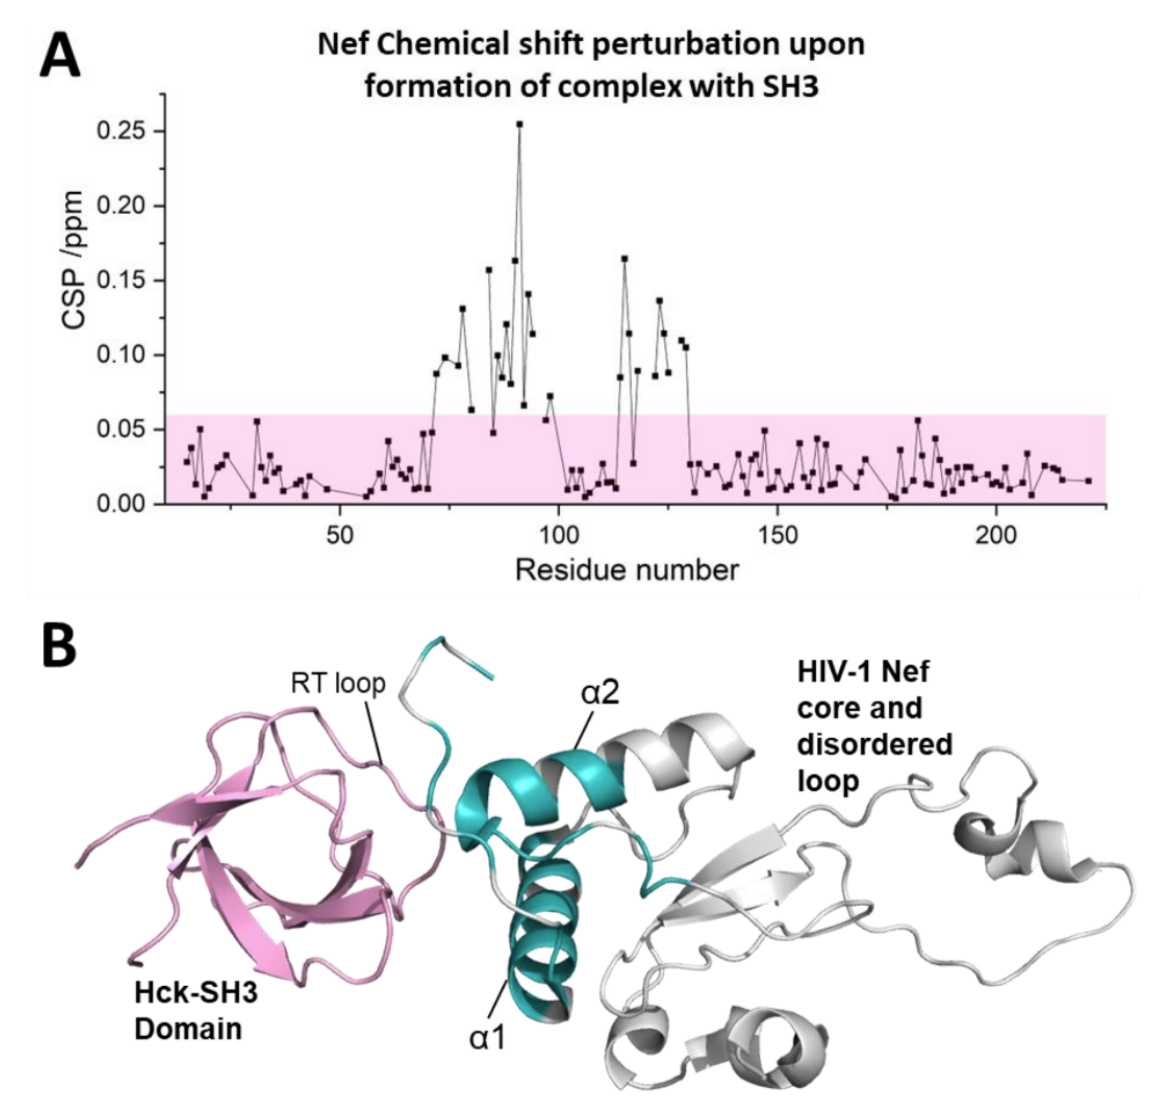 A
Nef Chemical shift perturbation upon
formation of complex with SH3
CSP /ppm
0.25
0.20
0.15
0.10
0.05
0.00
50
100
150
200
Residue number
B
RT loop
α2
HIV-1 Nef
core and
disordered
loop
Hck-SH3
Domain
α1